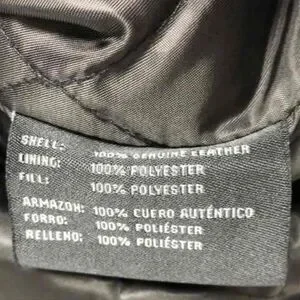 SHELL: 100% GENUINE LEATHER
LINING: 100% POLYESTER
FILL: 100% POLYESTER
ARMAZON: 100% CUERO AUTÉNTICO
FORRO: 100% POLIÉSTER
RELLENO: 100% POLIÉSTER